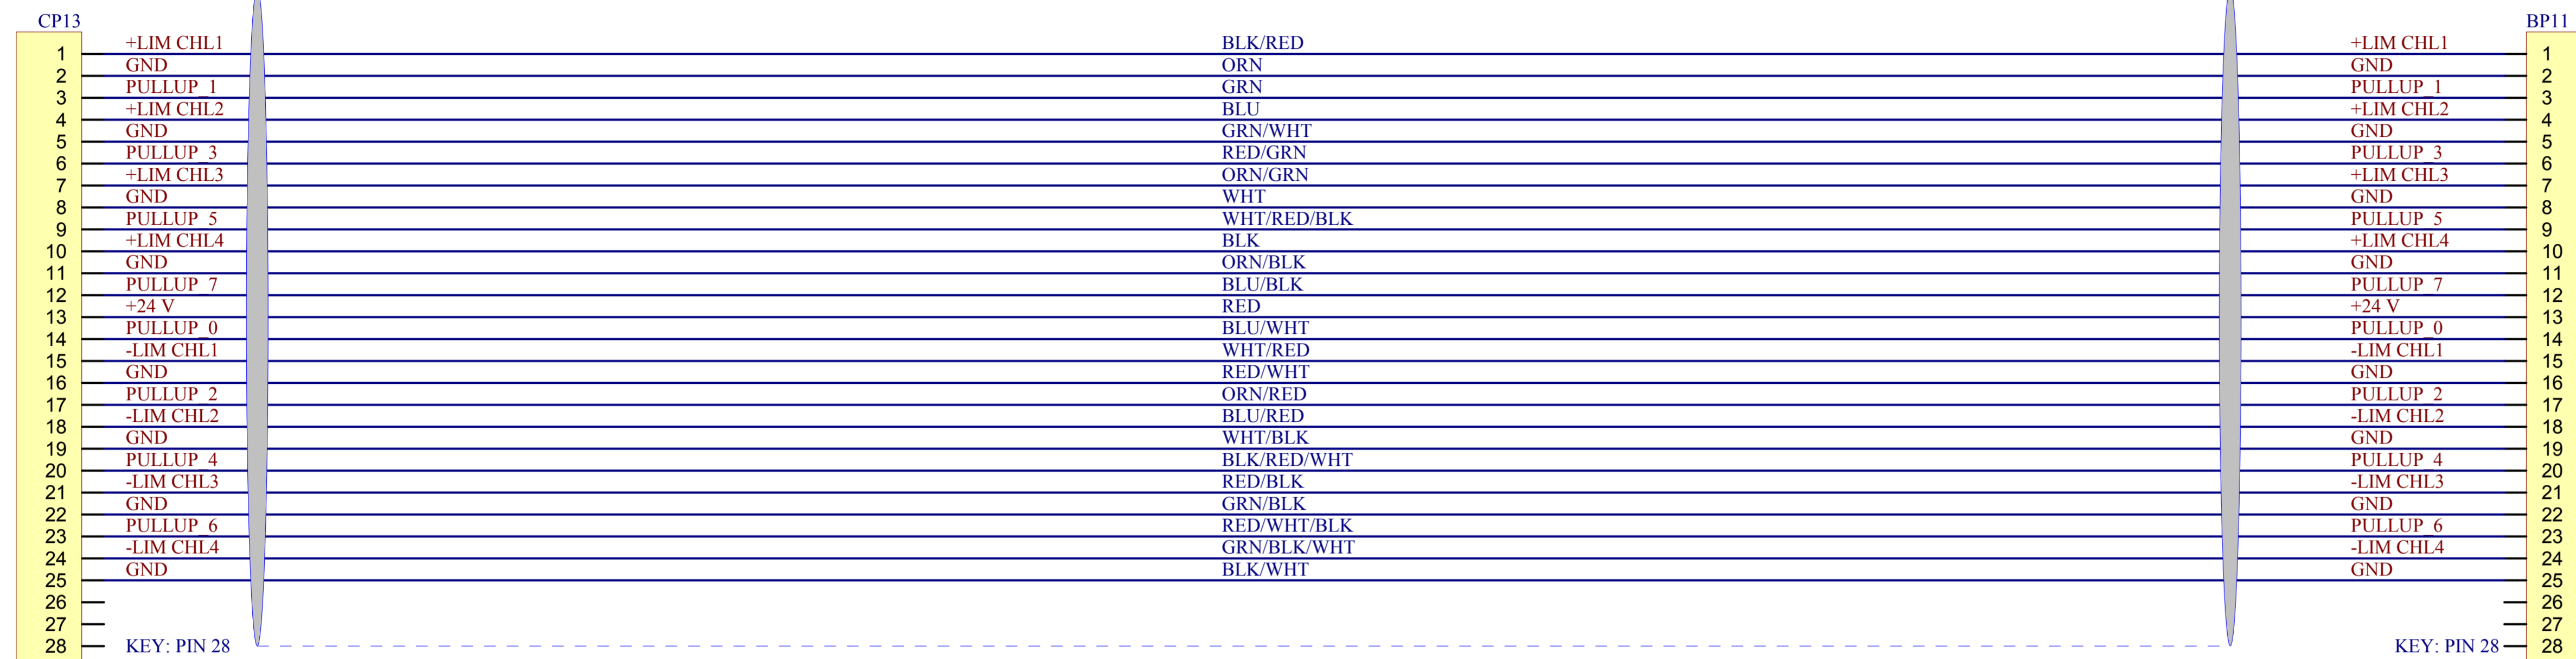 CP13 BP11
+LIM CHL1 BLK/RED +LIM CHL1
1 1
GND ORN GND
2 2
PULLUP_1 GRN PULLUP_1
3 3
+LIM CHL2 BLU +LIM CHL2
4 4
GND GRN/WHT GND
5 5
PULLUP_3 RED/GRN PULLUP_3
6 6
+LIM CHL3 ORN/GRN +LIM CHL3
7 7
GND WHT GND
8 8
PULLUP_5 WHT/RED/BLK PULLUP_5
9 9
+LIM CHL4 BLK +LIM CHL4
10 10
GND ORN/BLK GND
11 11
PULLUP_7 BLU/BLK PULLUP_7
12 12
+24 V RED +24 V
13 13
PULLUP_0 BLU/WHT PULLUP_0
14 14
-LIM CHL1 WHT/RED -LIM CHL1
15 15
GND RED/WHT GND
16 16
PULLUP_2 ORN/RED PULLUP_2
17 17
-LIM CHL2 BLU/RED -LIM CHL2
18 18
GND WHT/BLK GND
19 19
PULLUP_4 BLK/RED/WHT PULLUP_4
20 20
-LIM CHL3 RED/BLK -LIM CHL3
21 21
GND GRN/BLK GND
22 22
PULLUP_6 RED/WHT/BLK PULLUP_6
23 23
-LIM CHL4 GRN/BLK/WHT -LIM CHL4
24 24
GND BLK/WHT GND
25 25
26 26
27 27
28 KEY: PIN 28 KEY: PIN 28 28